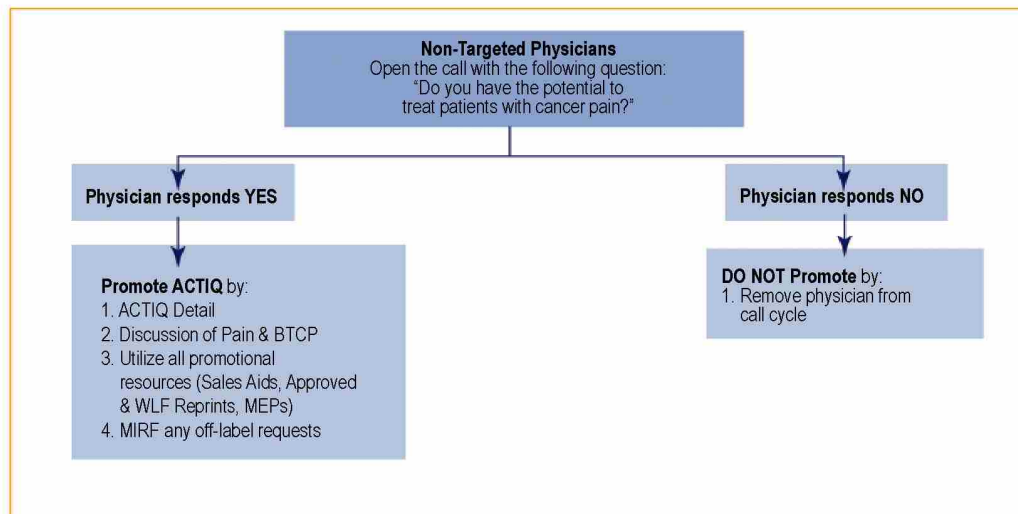 Non-Targeted Physicians
Open the call with the following question:
“Do you have the potential to
treat patients with cancer pain?”
Physician responds YES
Physician responds NO
Promote ACTIQ by:
1. ACTIQ Detail
2. Discussion of Pain & BTCP
3. Utilize all promotional
resources (Sales Aids, Approved
& WLF Reprints, MEPs)
4. MIRF any off-label requests
DO NOT Promote by:
1. Remove physician from
call cycle